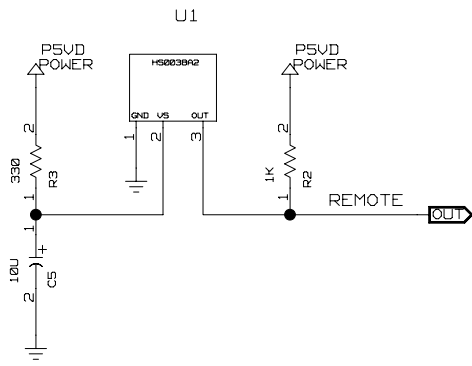 U1
P5VD
POWER
HS0038A2
P5VD
POWER
GND VS OUT
1
2
3
2
330
R3
1
2
1K
R2
1
REMOTE
OUT
1
+
10U
C5
2